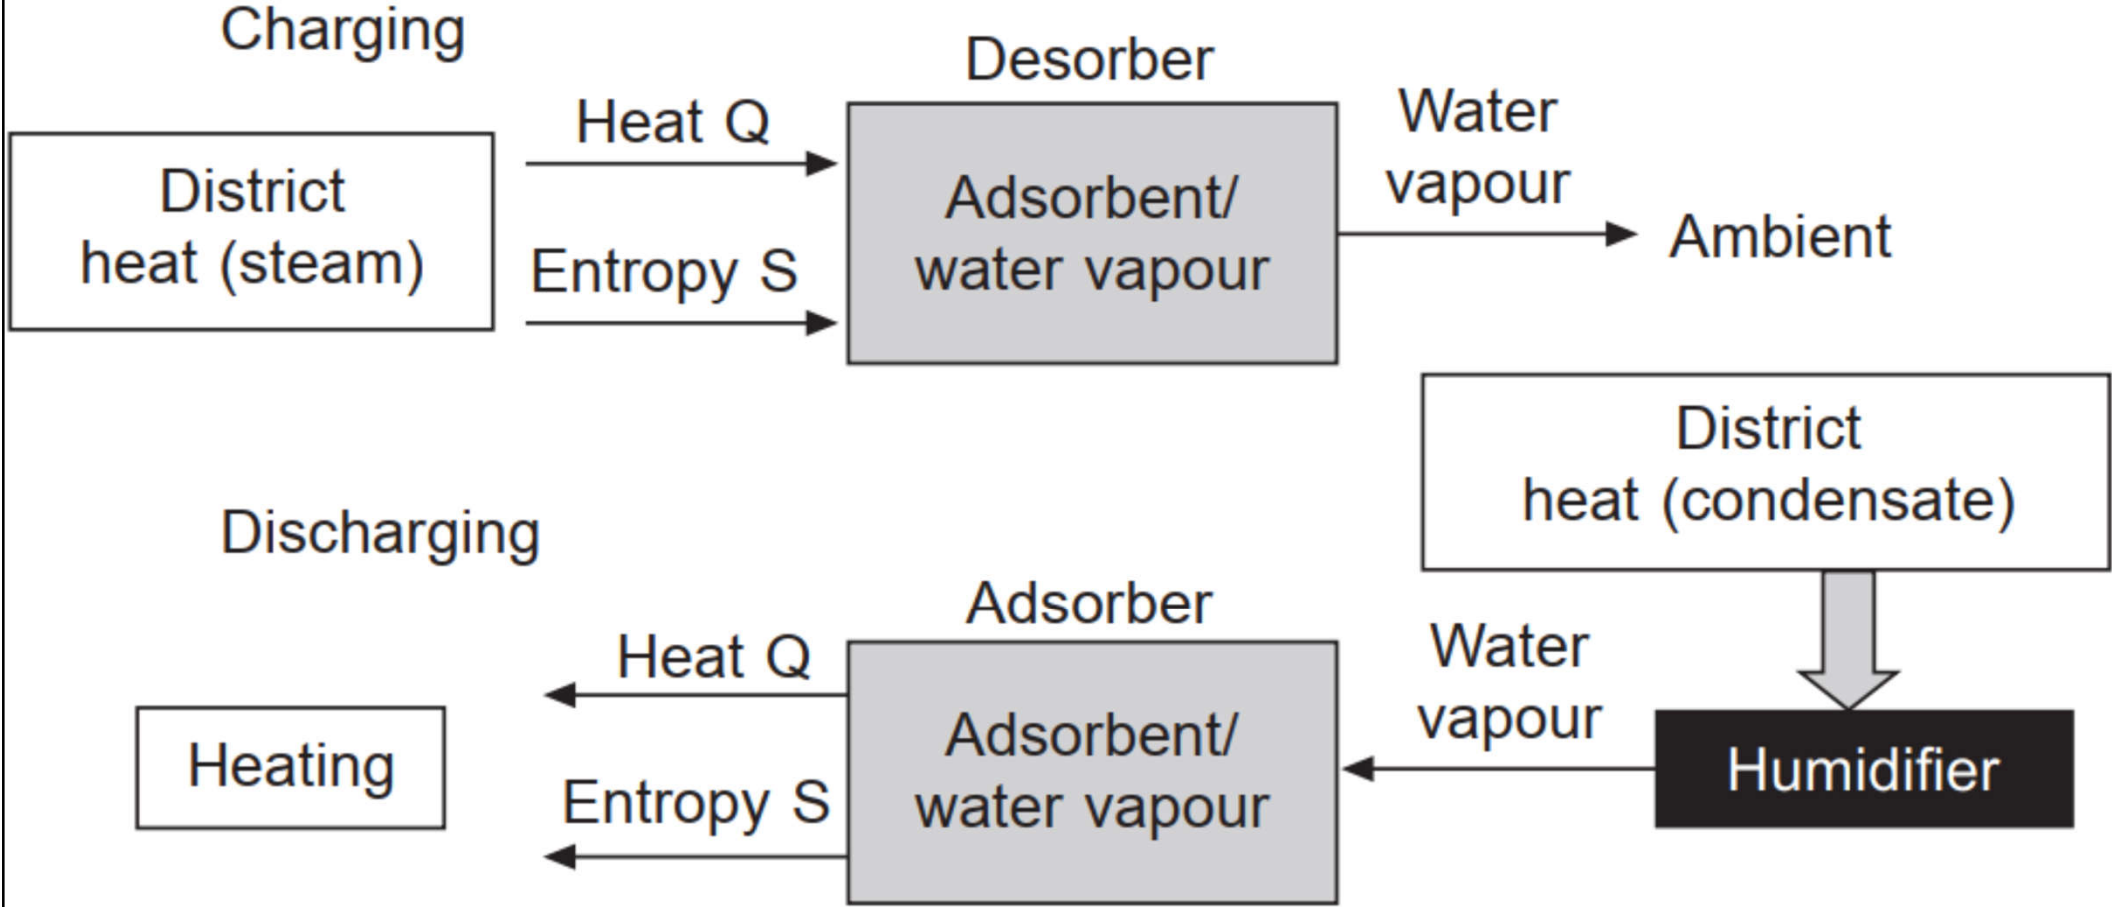 Charging
Desorber
District
heat (steam)
Heat Q
Entropy S
Adsorbent/
water vapour
Water
vapour
Ambient
District
heat (condensate)
Discharging
Adsorber
Heating
Heat Q
Entropy S
Adsorbent/
water vapour
Water
vapour
Humidifier